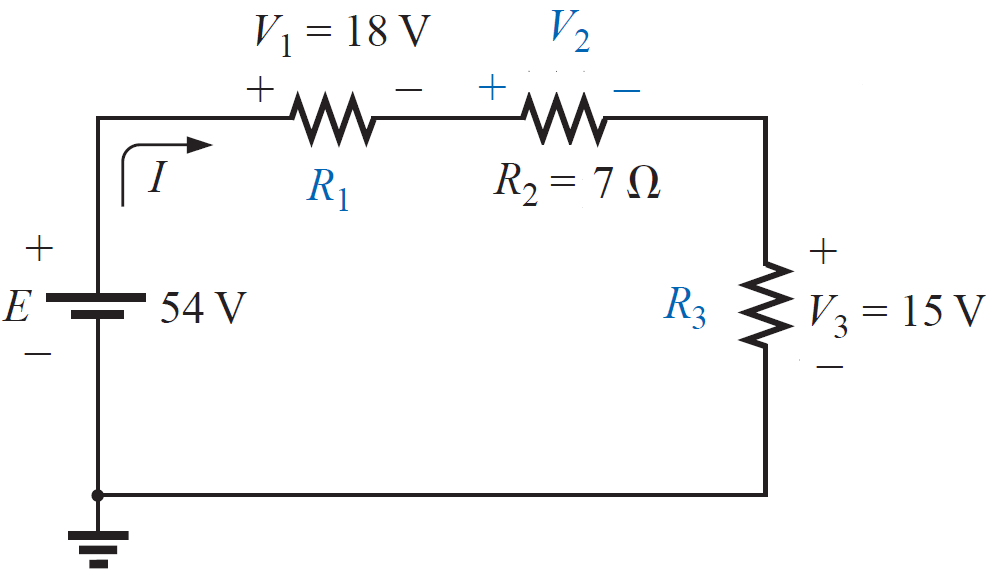 V₁ = 18 V
V₂
+ − + −
I
R₁
R₂ = 7 Ω
+
E
−
54 V
R₃
+
V₃ = 15 V
−